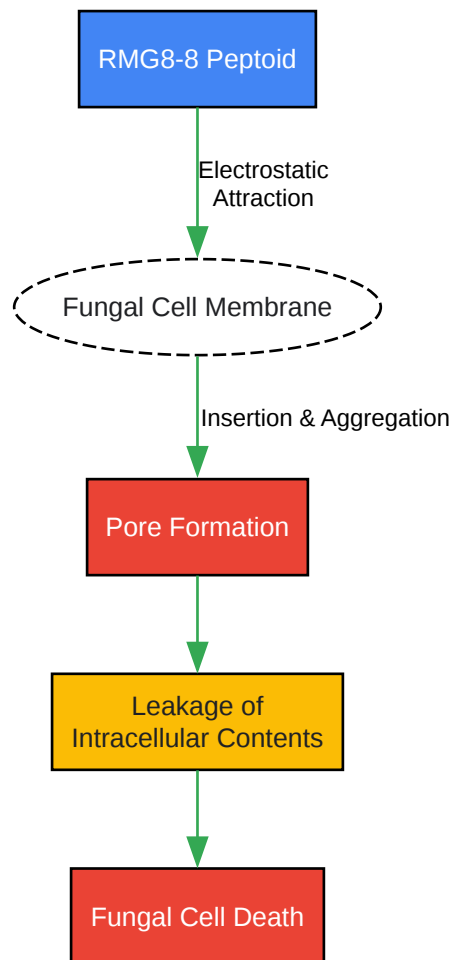 RMG8-8 Peptoid
Electrostatic
Attraction
Fungal Cell Membrane
Insertion & Aggregation
Pore Formation
Leakage of
Intracellular Contents
Fungal Cell Death